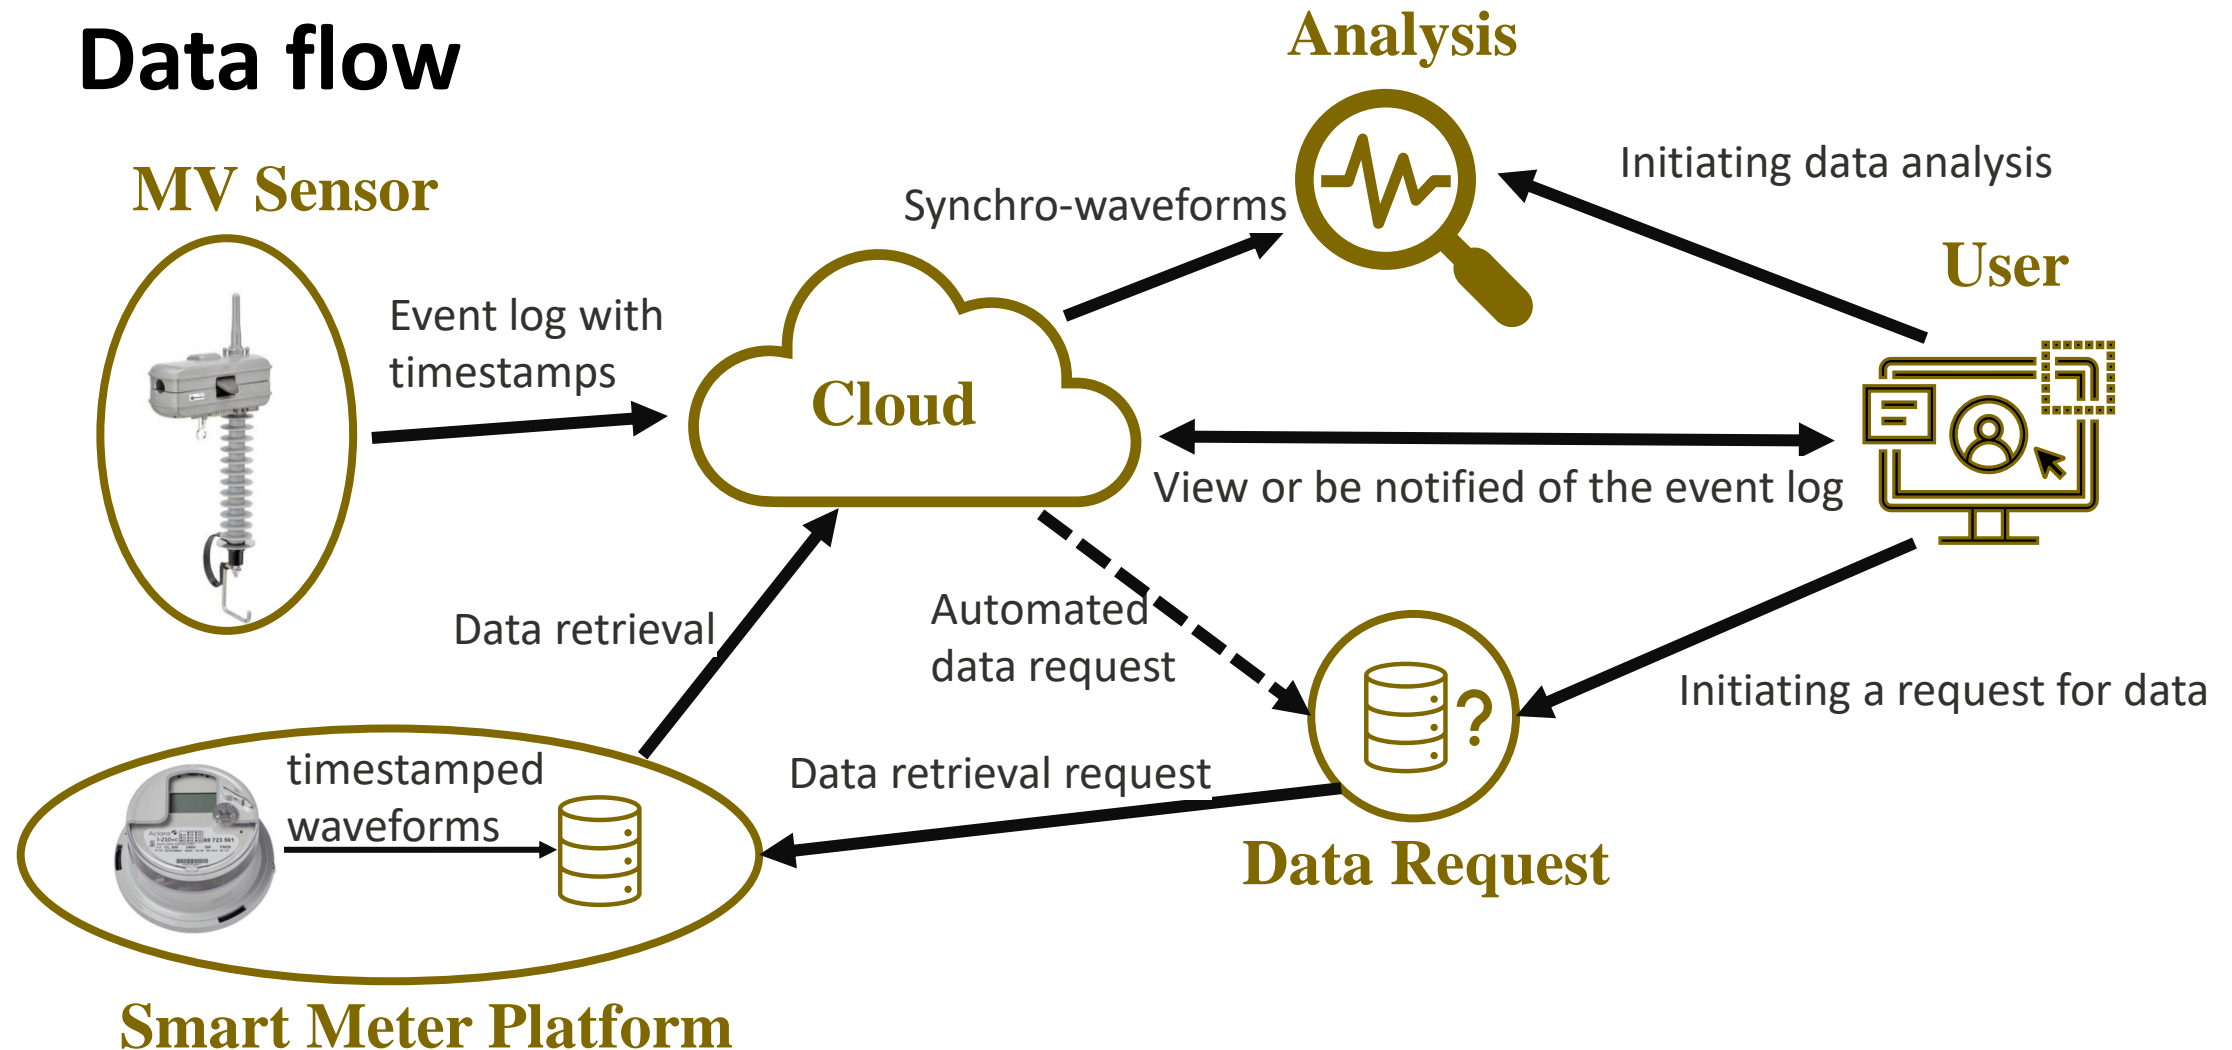 Data flow
Analysis
MV Sensor
Initiating data analysis
Synchro-waveforms
User
Event log with
timestamps
Cloud
View or be notified of the event log
Data retrieval
Automated
data request
?
Initiating a request for data
timestamped
waveforms
Data retrieval request
Aclara
Data Request
Smart Meter Platform